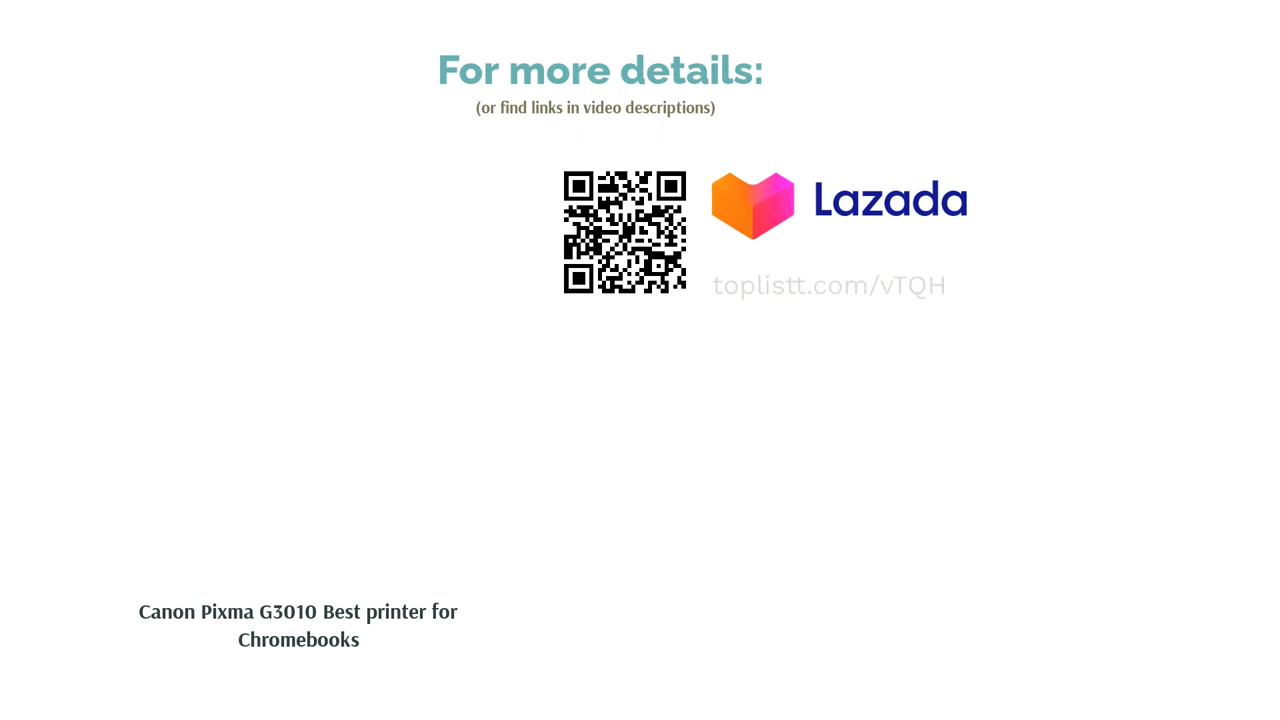 For more details:
(or find links in video descriptions)
Lazada
toplistt.com/vTQH
Canon Pixma G3010 Best printer for
Chromebooks